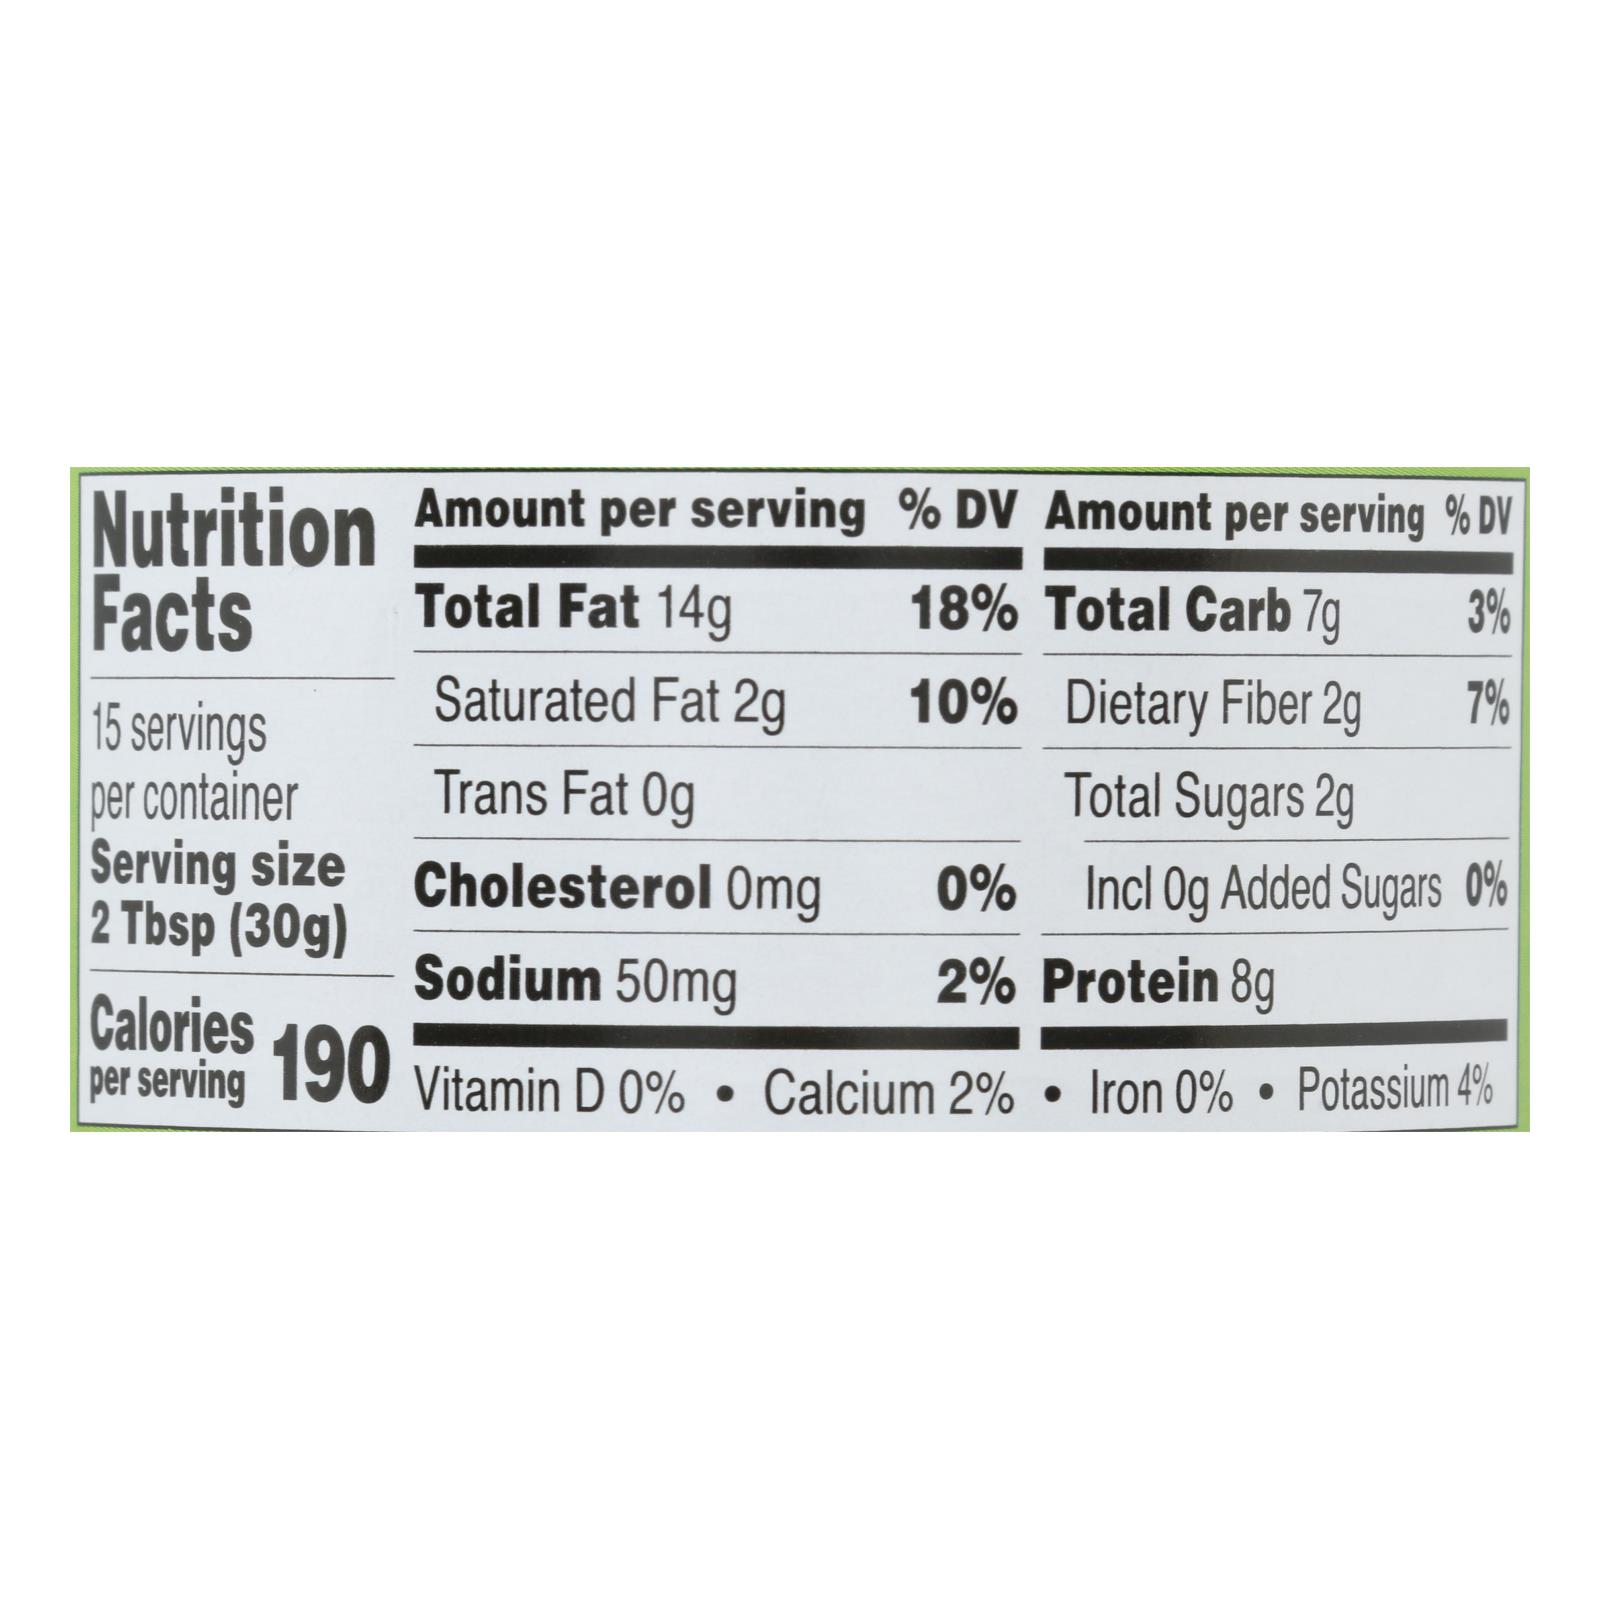 Nutrition
Facts
15 servings
per container
Serving size
2 Tbsp (30g)
Calories
per serving 190
Amount per serving % DV
Total Fat 14g 18%
Saturated Fat 2g 10%
Trans Fat 0g
Cholesterol 0mg 0%
Sodium 50mg 2%
Amount per serving % DV
Total Carb 7g 3%
Dietary Fiber 2g 7%
Total Sugars 2g
Incl 0g Added Sugars 0%
Protein 8g
Vitamin D 0% • Calcium 2% • Iron 0% • Potassium 4%